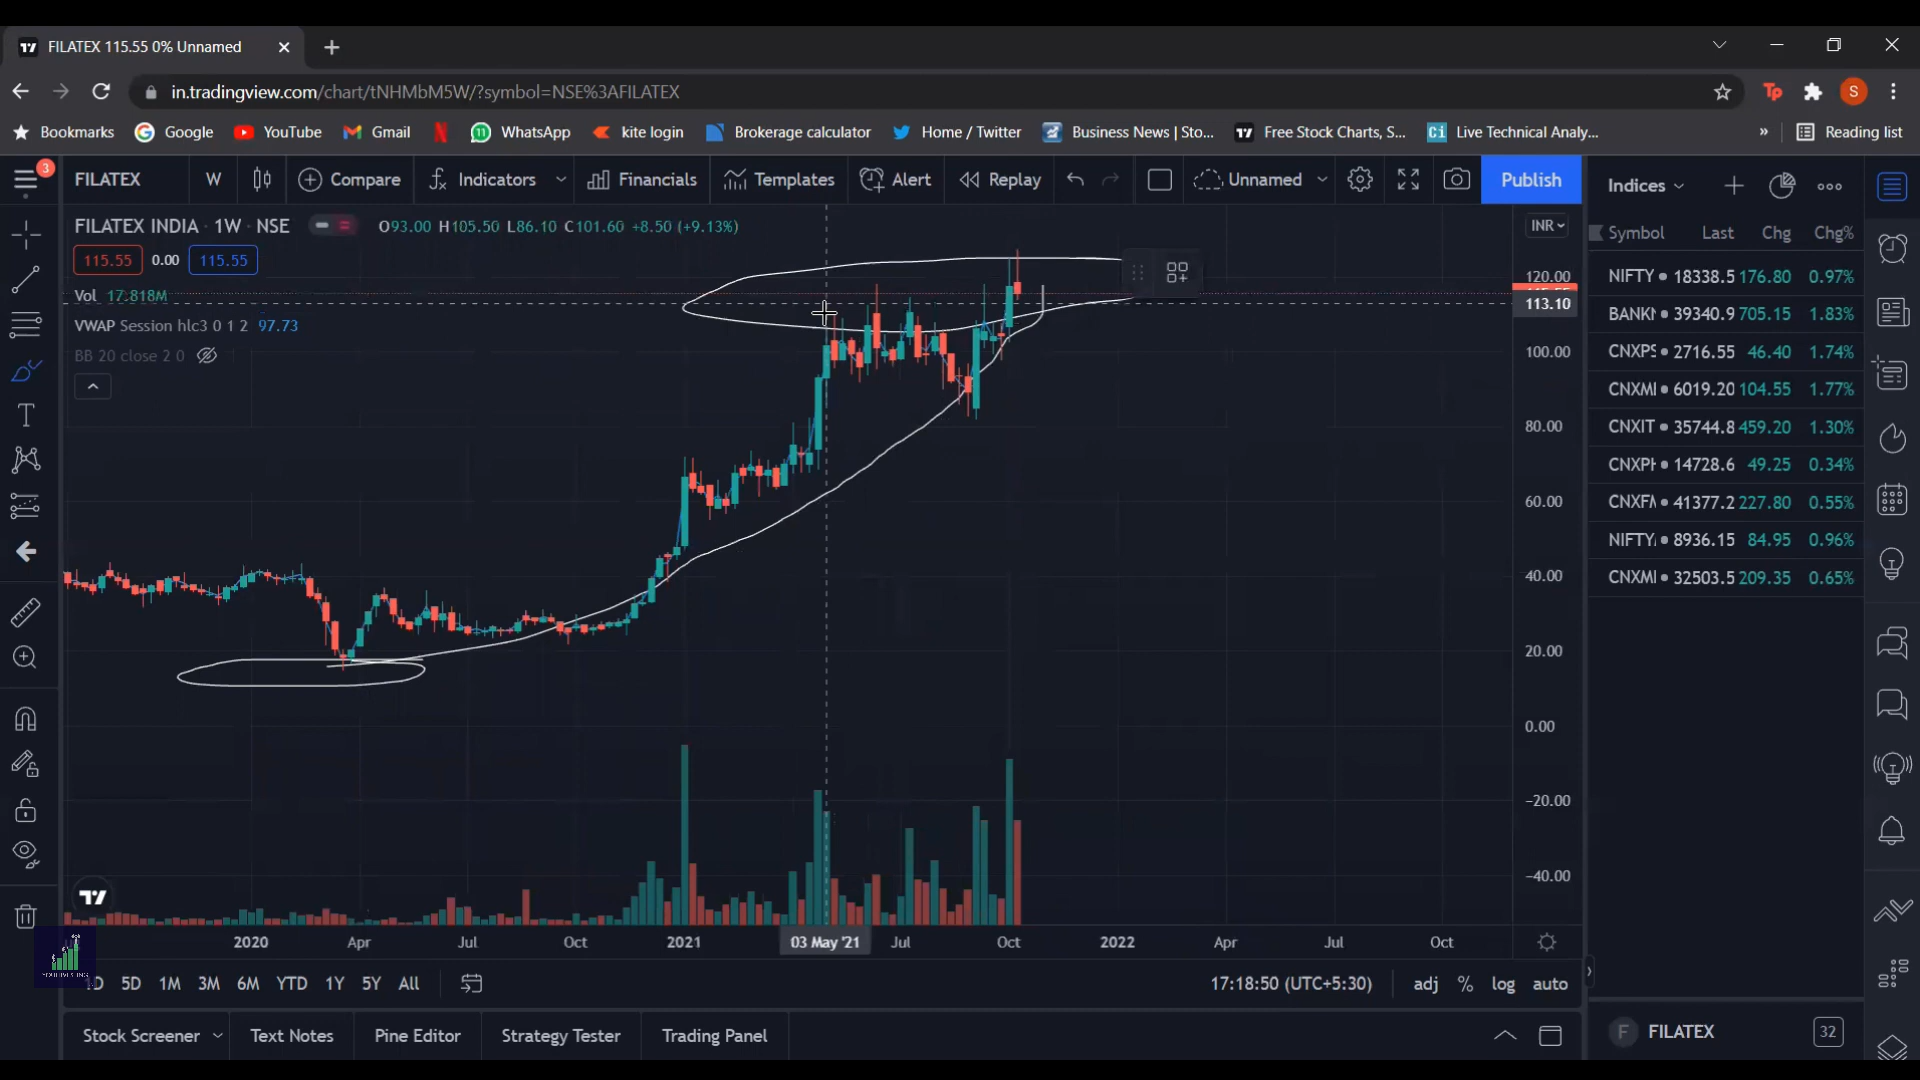 FILATEX 115.55 0% Unnamed
in.tradingview.com/chart/tNHMbM5W/?symbol=NSE%3AFILATEX
Tp
S
Bookmarks Google YouTube Gmail WhatsApp kite login Brokerage calculator Home / Twitter Business News | Sto... Free Stock Charts, S... Live Technical Analy... » Reading list
3
FILATEX W Compare Indicators Financials Templates Alert Replay Unnamed Publish
FILATEX INDIA · 1W · NSE O93.00 H105.50 L86.10 C101.60 +8.50 (+9.13%)
115.55 0.00 115.55
Vol 17.818M
VWAP Session hlc3 0 1 2 97.73
BB 20 close 2 0
INR
120.00
113.10
100.00
80.00
60.00
40.00
20.00
0.00
−20.00
−40.00
2020 Apr Jul Oct 2021 03 May '21 Jul Oct 2022 Apr Jul Oct
5D 1M 3M 6M YTD 1Y 5Y All 17:18:50 (UTC+5:30) adj % log auto
Stock Screener Text Notes Pine Editor Strategy Tester Trading Panel
Indices
Symbol Last Chg Chg%
NIFTY 18338.5 176.80 0.97%
BANKN 39340.9 705.15 1.83%
CNXPS 2716.55 46.40 1.74%
CNXMI 6019.20 104.55 1.77%
CNXIT 35744.8 459.20 1.30%
CNXPH 14728.6 49.25 0.34%
CNXFM 41377.2 227.80 0.55%
NIFTY 8936.15 84.95 0.96%
CNXMI 32503.5 209.35 0.65%
F FILATEX 32